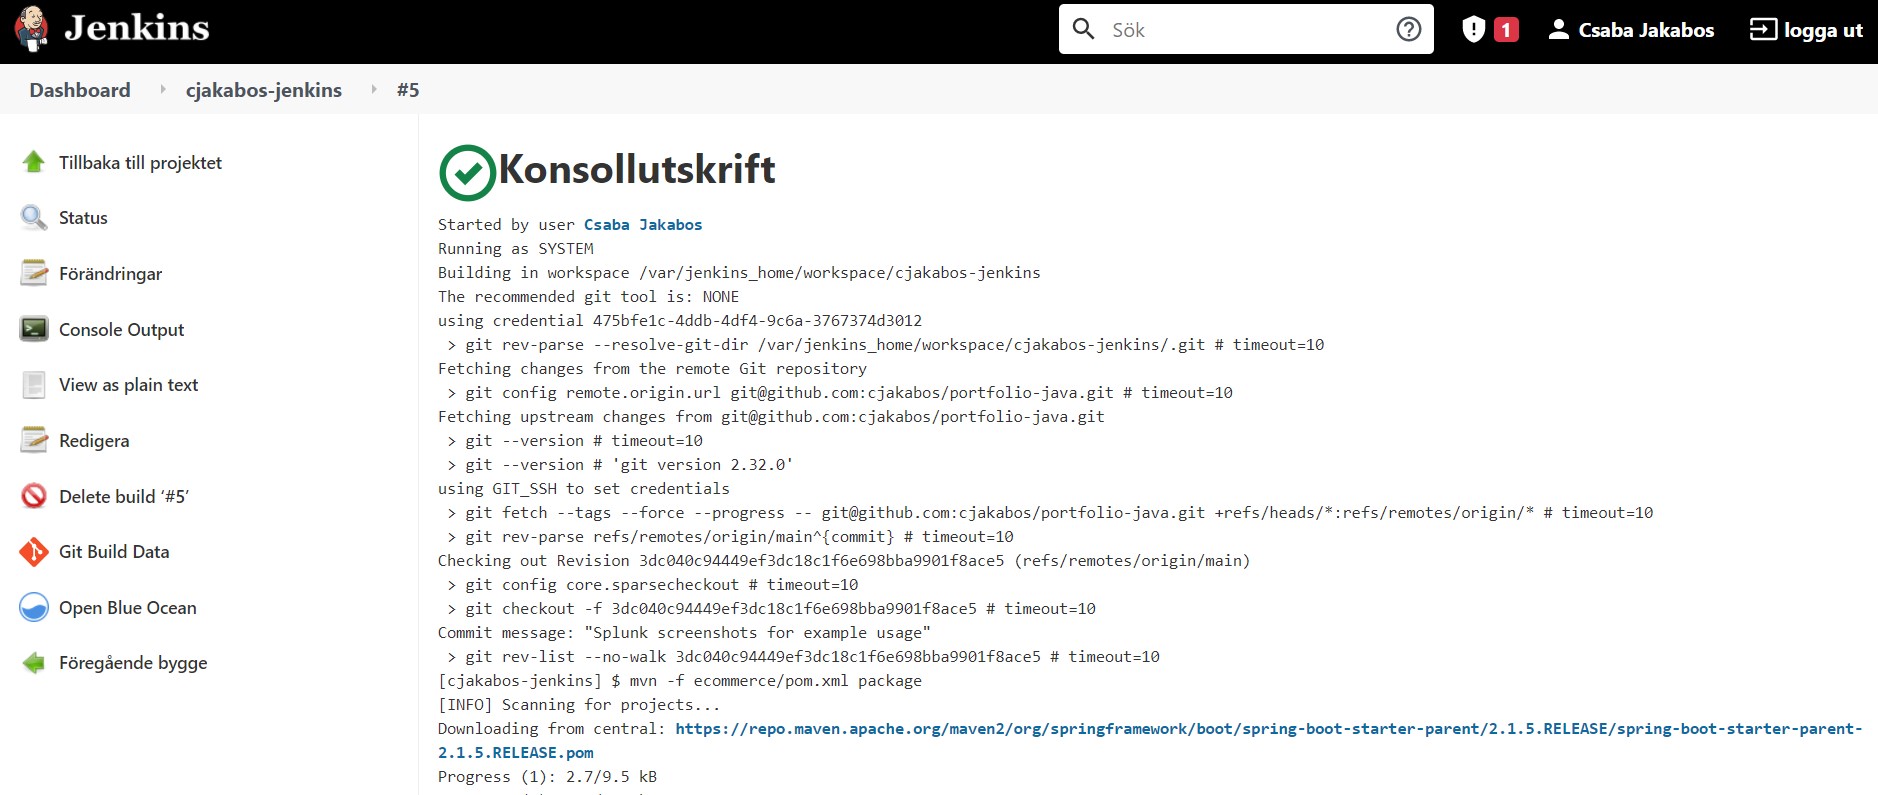 Jenkins
Sök
1
Csaba Jakabos
logga ut
Dashboard
cjakabos-jenkins
#5
Tillbaka till projektet
Status
Förändringar
Console Output
View as plain text
Redigera
Delete build ‘#5’
Git Build Data
Open Blue Ocean
Föregående bygge
Konsollutskrift
Started by user Csaba Jakabos
Running as SYSTEM
Building in workspace /var/jenkins_home/workspace/cjakabos-jenkins
The recommended git tool is: NONE
using credential 475bfe1c-4ddb-4df4-9c6a-3767374d3012
> git rev-parse --resolve-git-dir /var/jenkins_home/workspace/cjakabos-jenkins/.git # timeout=10
Fetching changes from the remote Git repository
> git config remote.origin.url git@github.com:cjakabos/portfolio-java.git # timeout=10
Fetching upstream changes from git@github.com:cjakabos/portfolio-java.git
> git --version # timeout=10
> git --version # 'git version 2.32.0'
using GIT_SSH to set credentials
> git fetch --tags --force --progress -- git@github.com:cjakabos/portfolio-java.git +refs/heads/*:refs/remotes/origin/* # timeout=10
> git rev-parse refs/remotes/origin/main^{commit} # timeout=10
Checking out Revision 3dc040c94449ef3dc18c1f6e698bba9901f8ace5 (refs/remotes/origin/main)
> git config core.sparsecheckout # timeout=10
> git checkout -f 3dc040c94449ef3dc18c1f6e698bba9901f8ace5 # timeout=10
Commit message: "Splunk screenshots for example usage"
> git rev-list --no-walk 3dc040c94449ef3dc18c1f6e698bba9901f8ace5 # timeout=10
[cjakabos-jenkins] $ mvn -f ecommerce/pom.xml package
[INFO] Scanning for projects...
Downloading from central: https://repo.maven.apache.org/maven2/org/springframework/boot/spring-boot-starter-parent/2.1.5.RELEASE/spring-boot-starter-parent-
2.1.5.RELEASE.pom
Progress (1): 2.7/9.5 kB